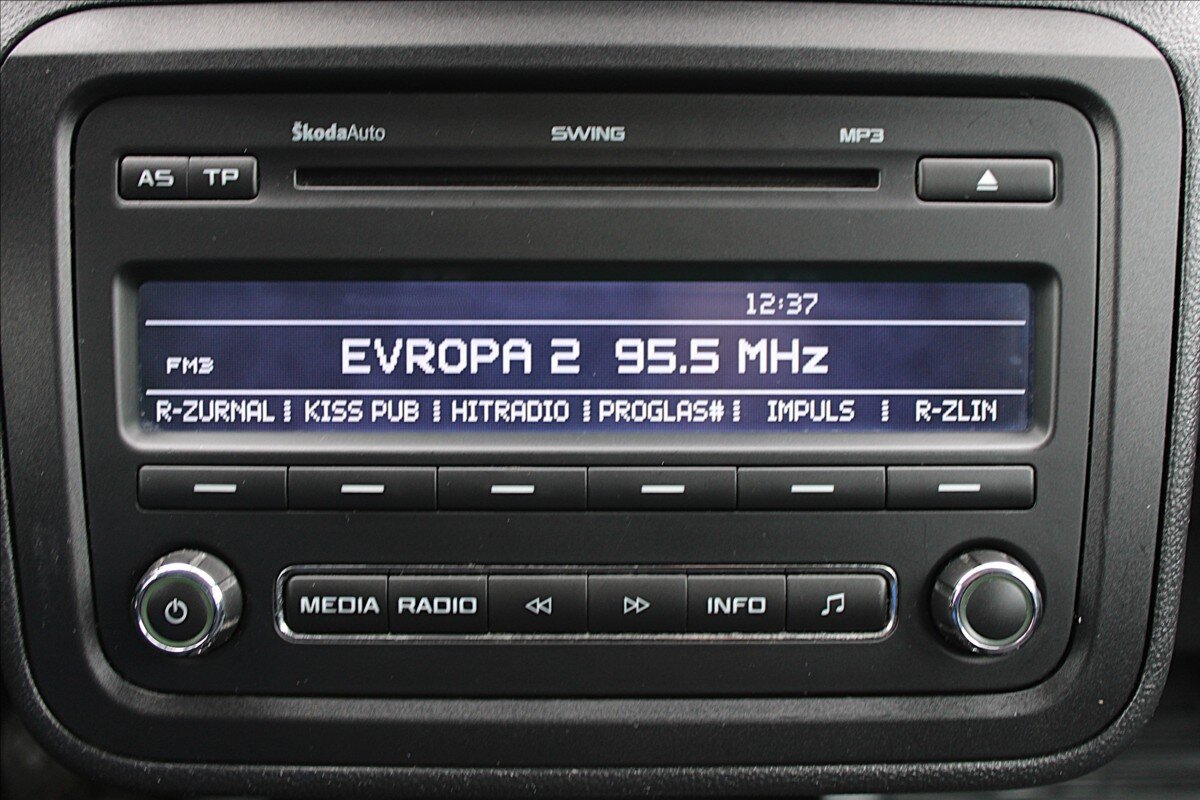 ŠkodaAuto SWING MP3
AS TP
12:37
FM3 EVROPA 2 95.5 MHz
R-ZURNAL KISS PUB HITRADIO PROGLAS# IMPULS R-ZLIN
MEDIA RADIO INFO